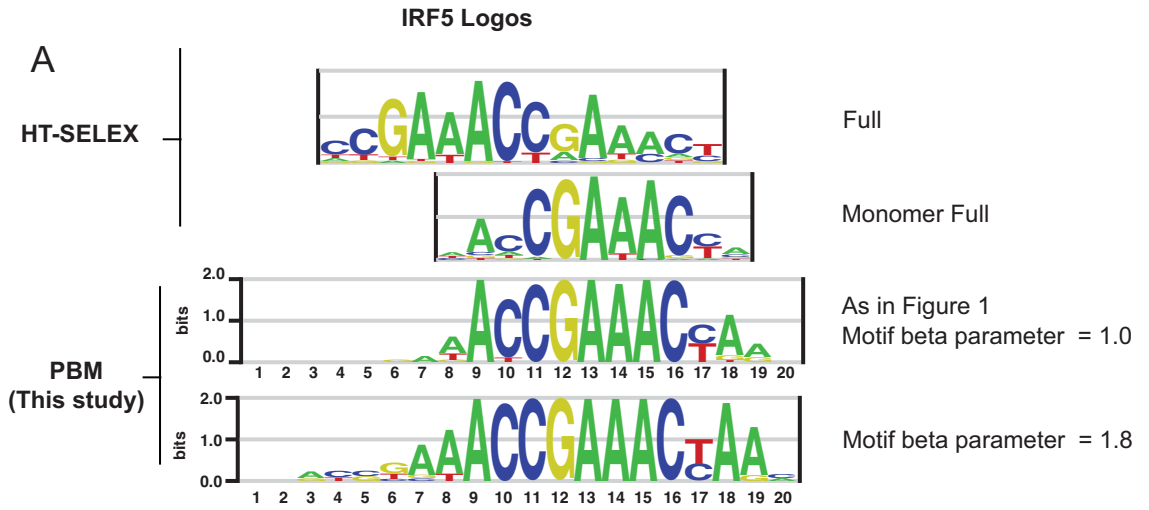 IRF5 Logos
A
HT-SELEX
CCGAAACCGAAACT
Full
ACCGAAACCA
Monomer Full
PBM
(This study)
bits
2.0
1.0
0.0
AAACCGAAACCAA
1 2 3 4 5 6 7 8 9 10 11 12 13 14 15 16 17 18 19 20
As in Figure 1
Motif beta parameter = 1.0
bits
2.0
1.0
0.0
ACCGAAACCGAAACTAAC
1 2 3 4 5 6 7 8 9 10 11 12 13 14 15 16 17 18 19 20
Motif beta parameter = 1.8